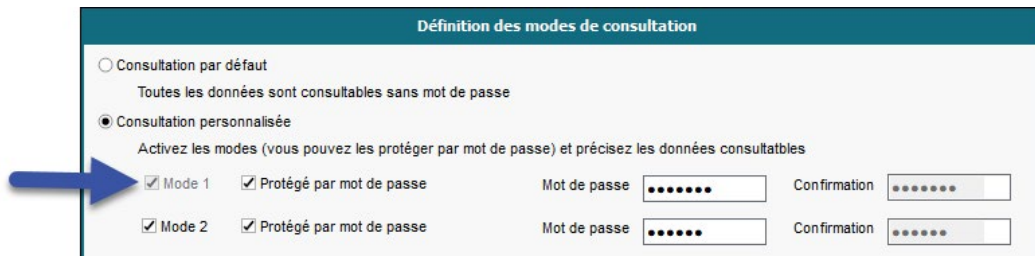 Définition des modes de consultation
Consultation par défaut
Toutes les données sont consultables sans mot de passe
Consultation personnalisée
Activez les modes (vous pouvez les protéger par mot de passe) et précisez les données consultatbles
Mode 1 Protégé par mot de passe Mot de passe ●●●●●●● Confirmation ●●●●●●●
Mode 2 Protégé par mot de passe Mot de passe ●●●●●● Confirmation ●●●●●●